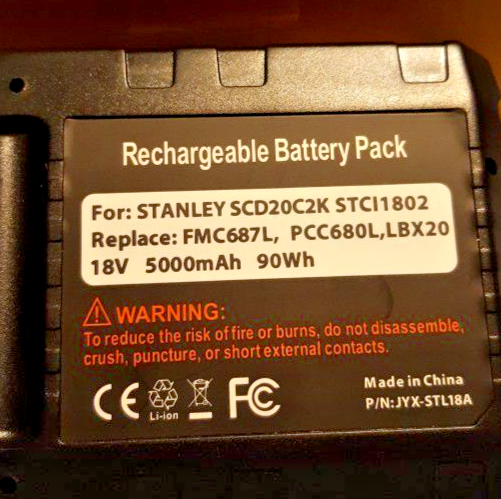 Rechargeable Battery Pack
For: STANLEY SCD20C2K STCI1802
Replace: FMC687L, PCC680L,LBX20
18V 5000mAh 90Wh
WARNING:
To reduce the risk of fire or burns, do not disassemble,
crush, puncture, or short external contacts.
CE Li-ion FC
Made in China
P/N:JYX-STL18A